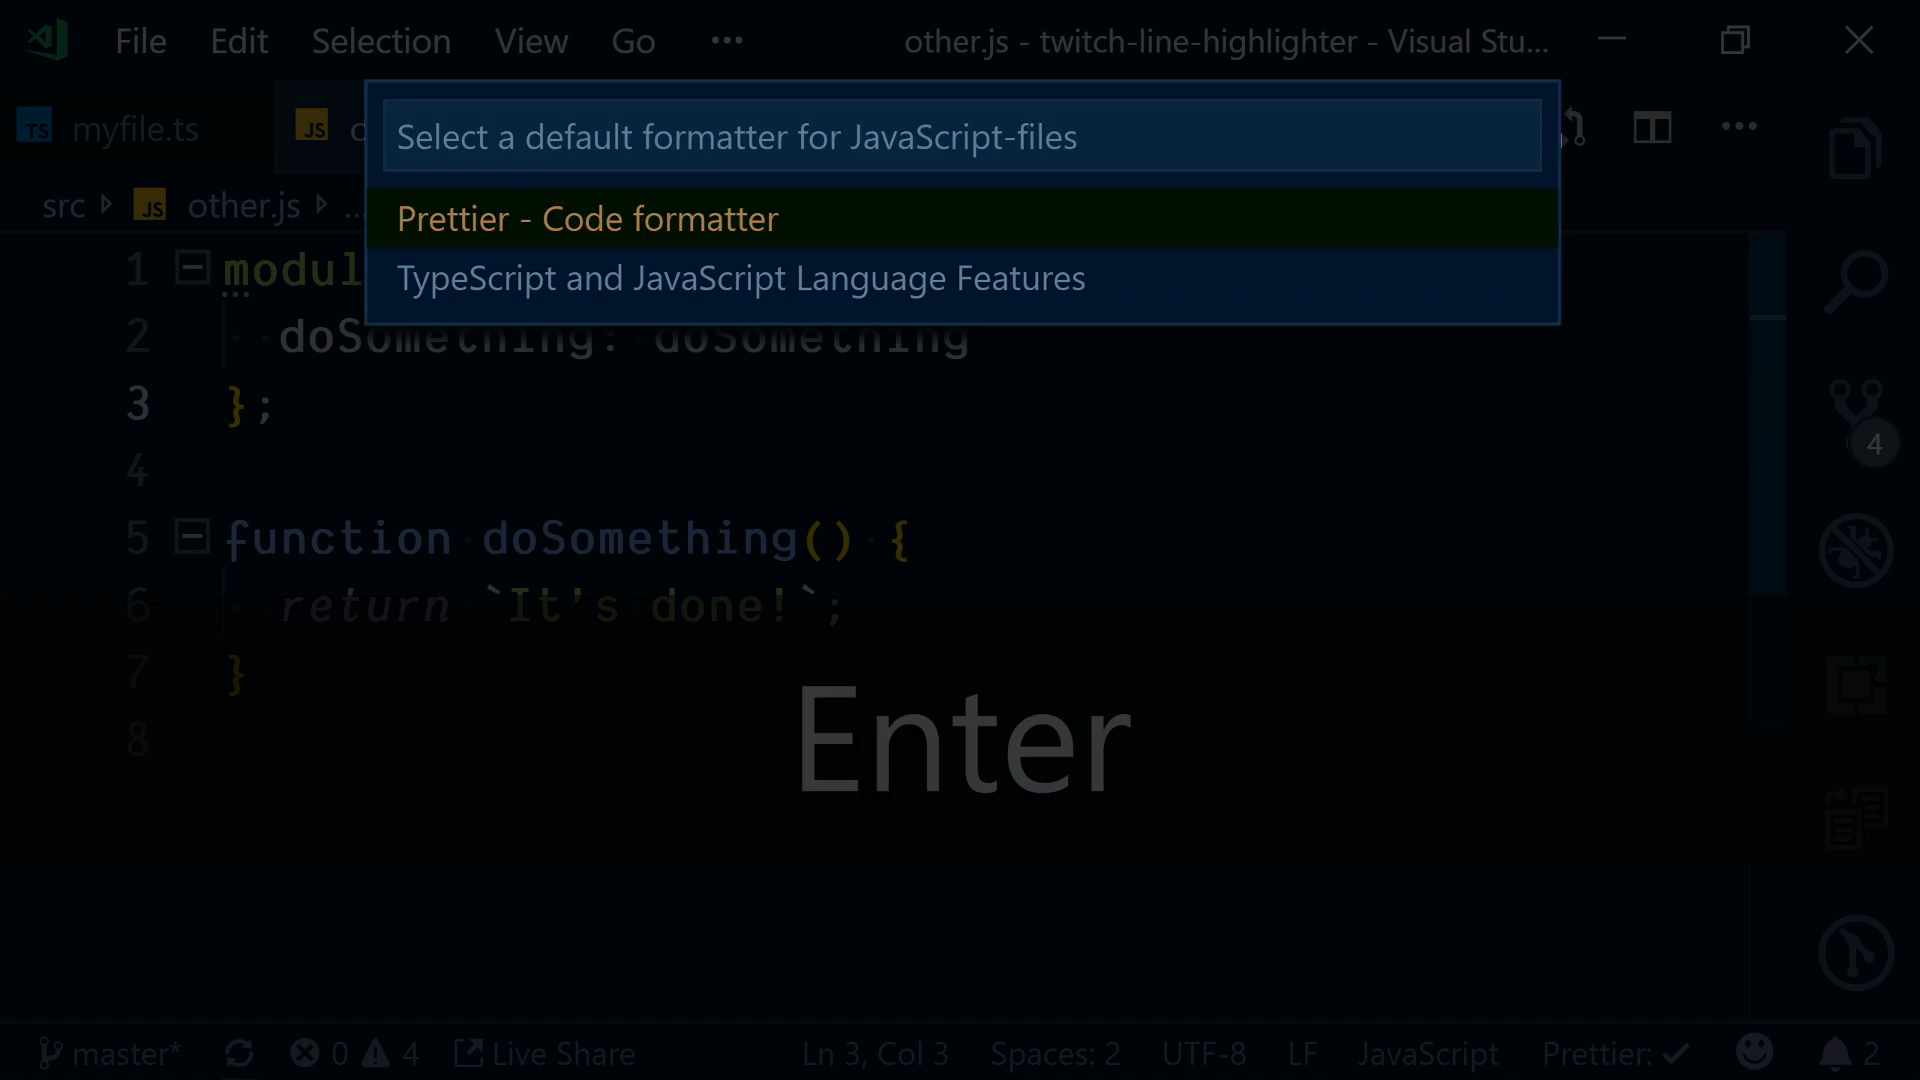 File Edit Selection View Go ··· other.js - twitch-line-highlighter - Visual Stu...
TS myfile.ts JS
Select a default formatter for JavaScript-files
Prettier - Code formatter
TypeScript and JavaScript Language Features
src JS other.js ...
1 modul
2 doSomething: doSomething
3 };
4
5 function doSomething() {
6 return `It's done!`;
7 }
8
Enter
4
master* 0 4 Live Share Ln 3, Col 3 Spaces: 2 UTF-8 LF JavaScript Prettier: ✓ 2